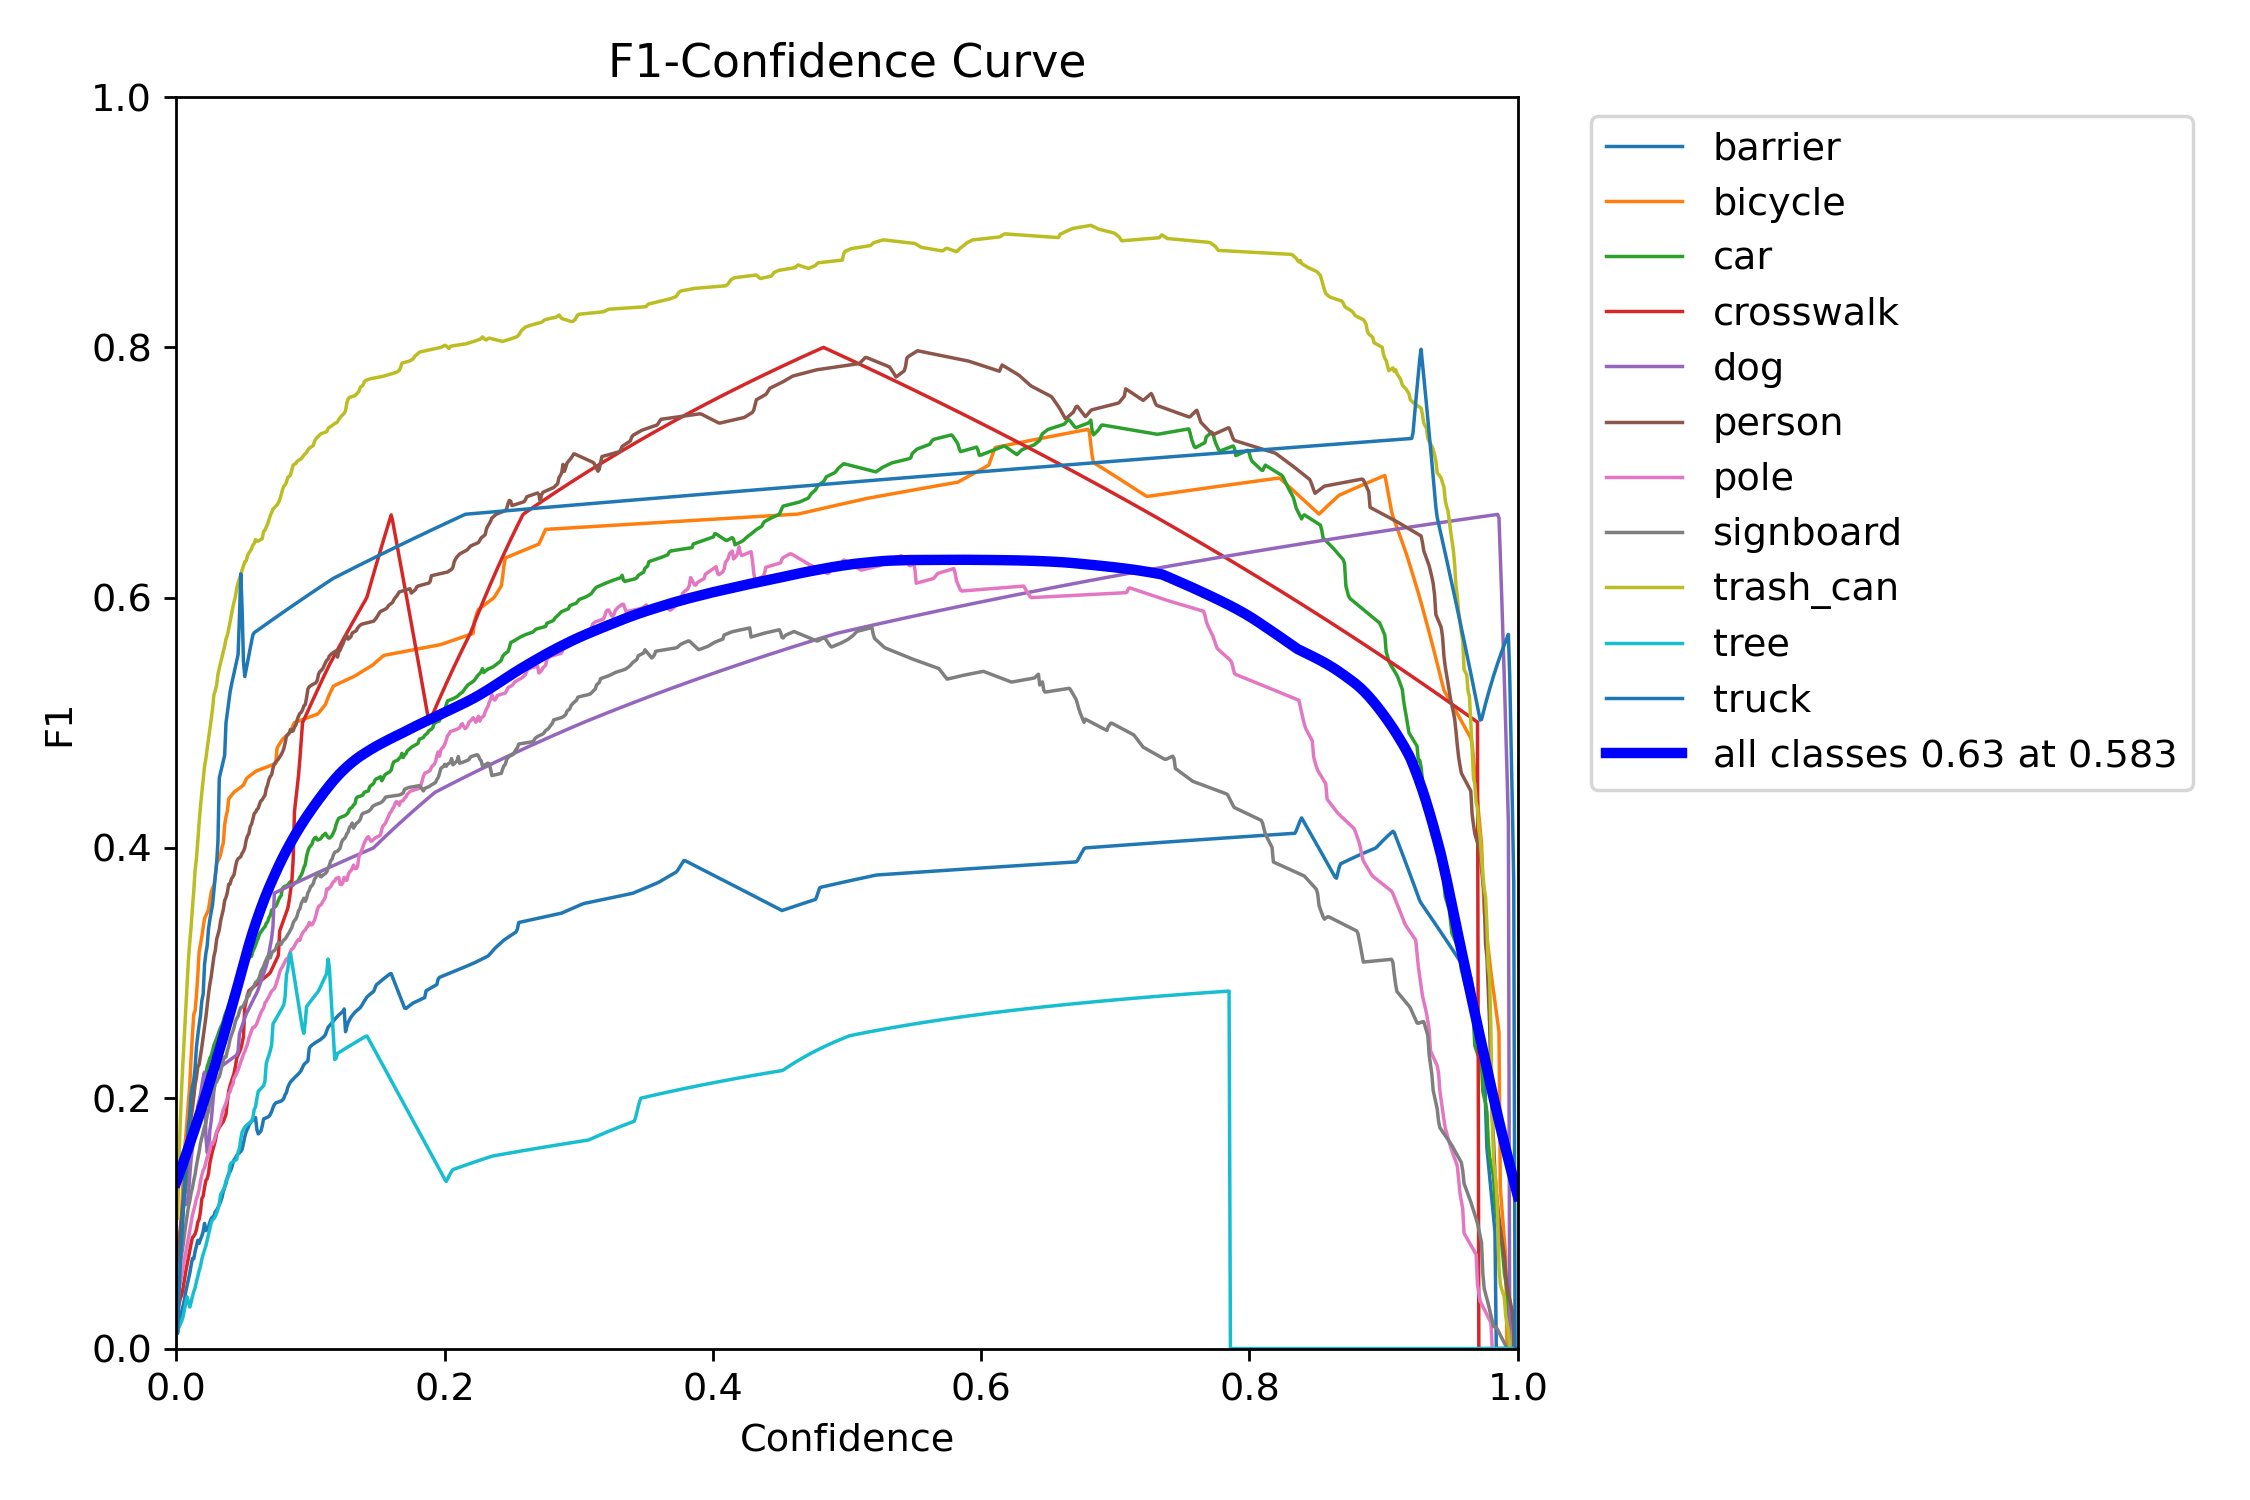 F1-Confidence Curve
1.0
0.8
0.6
0.4
0.2
0.0
F1
0.0 0.2 0.4 0.6 0.8 1.0
Confidence
barrier
bicycle
car
crosswalk
dog
person
pole
signboard
trash_can
tree
truck
all classes 0.63 at 0.583